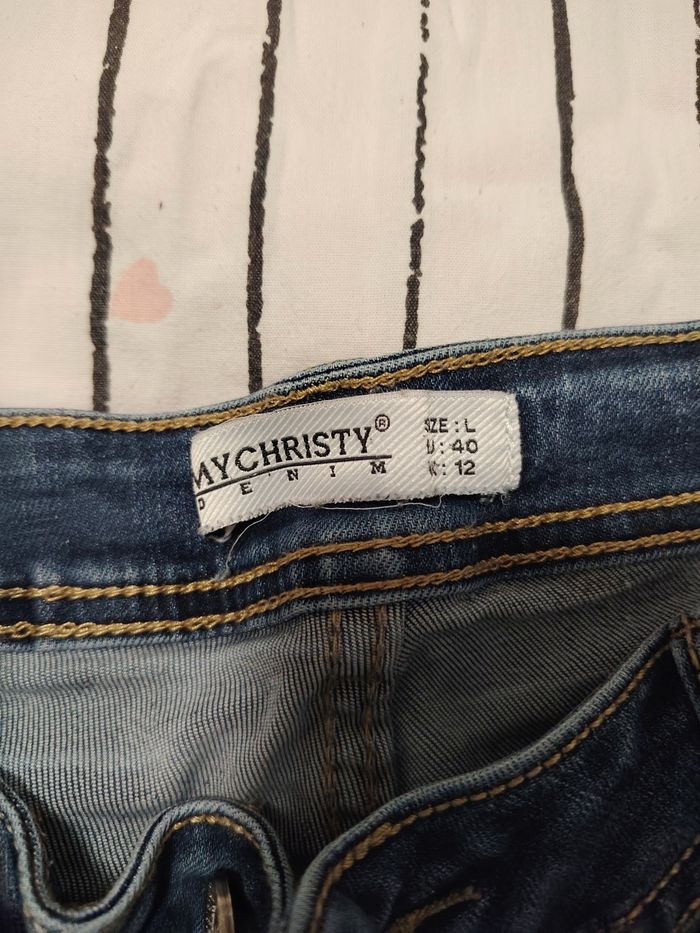 MYCHRISTY®
DENIM
SIZE : L
: 40
: 12